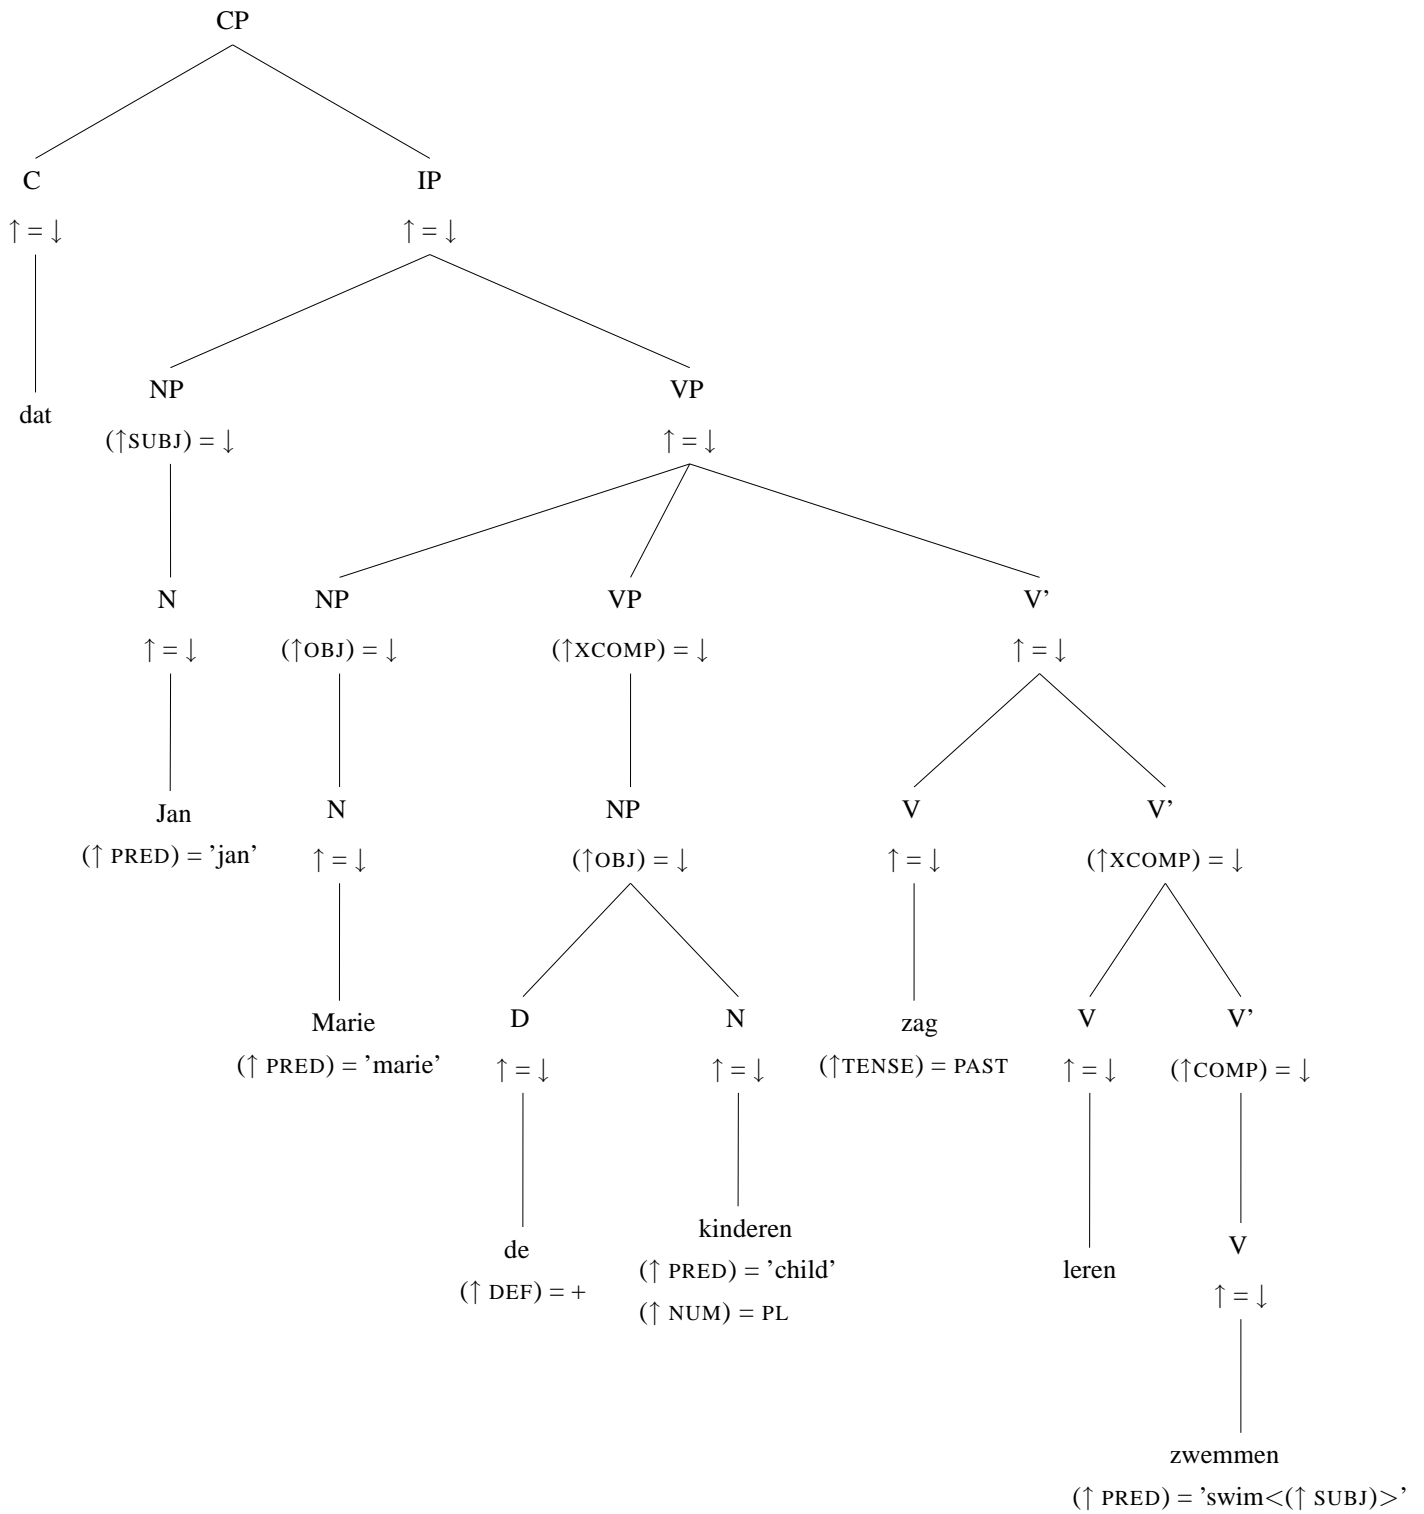 CP
C IP
↑ = ↓ ↑ = ↓
NP VP
dat
(↑SUBJ) = ↓ ↑ = ↓
N NP VP V’
↑ = ↓ (↑OBJ) = ↓ (↑XCOMP) = ↓ ↑ = ↓
Jan N NP V V’
(↑ PRED) = ’jan’ ↑ = ↓ (↑OBJ) = ↓ ↑ = ↓ (↑XCOMP) = ↓
Marie D N zag V V’
(↑ PRED) = ’marie’ ↑ = ↓ ↑ = ↓ (↑TENSE) = PAST ↑ = ↓ (↑COMP) = ↓
kinderen
de V
(↑ PRED) = ’child’ leren
(↑ DEF) = + ↑ = ↓
(↑ NUM) = PL
zwemmen
(↑ PRED) = ’swim<(↑ SUBJ)>’